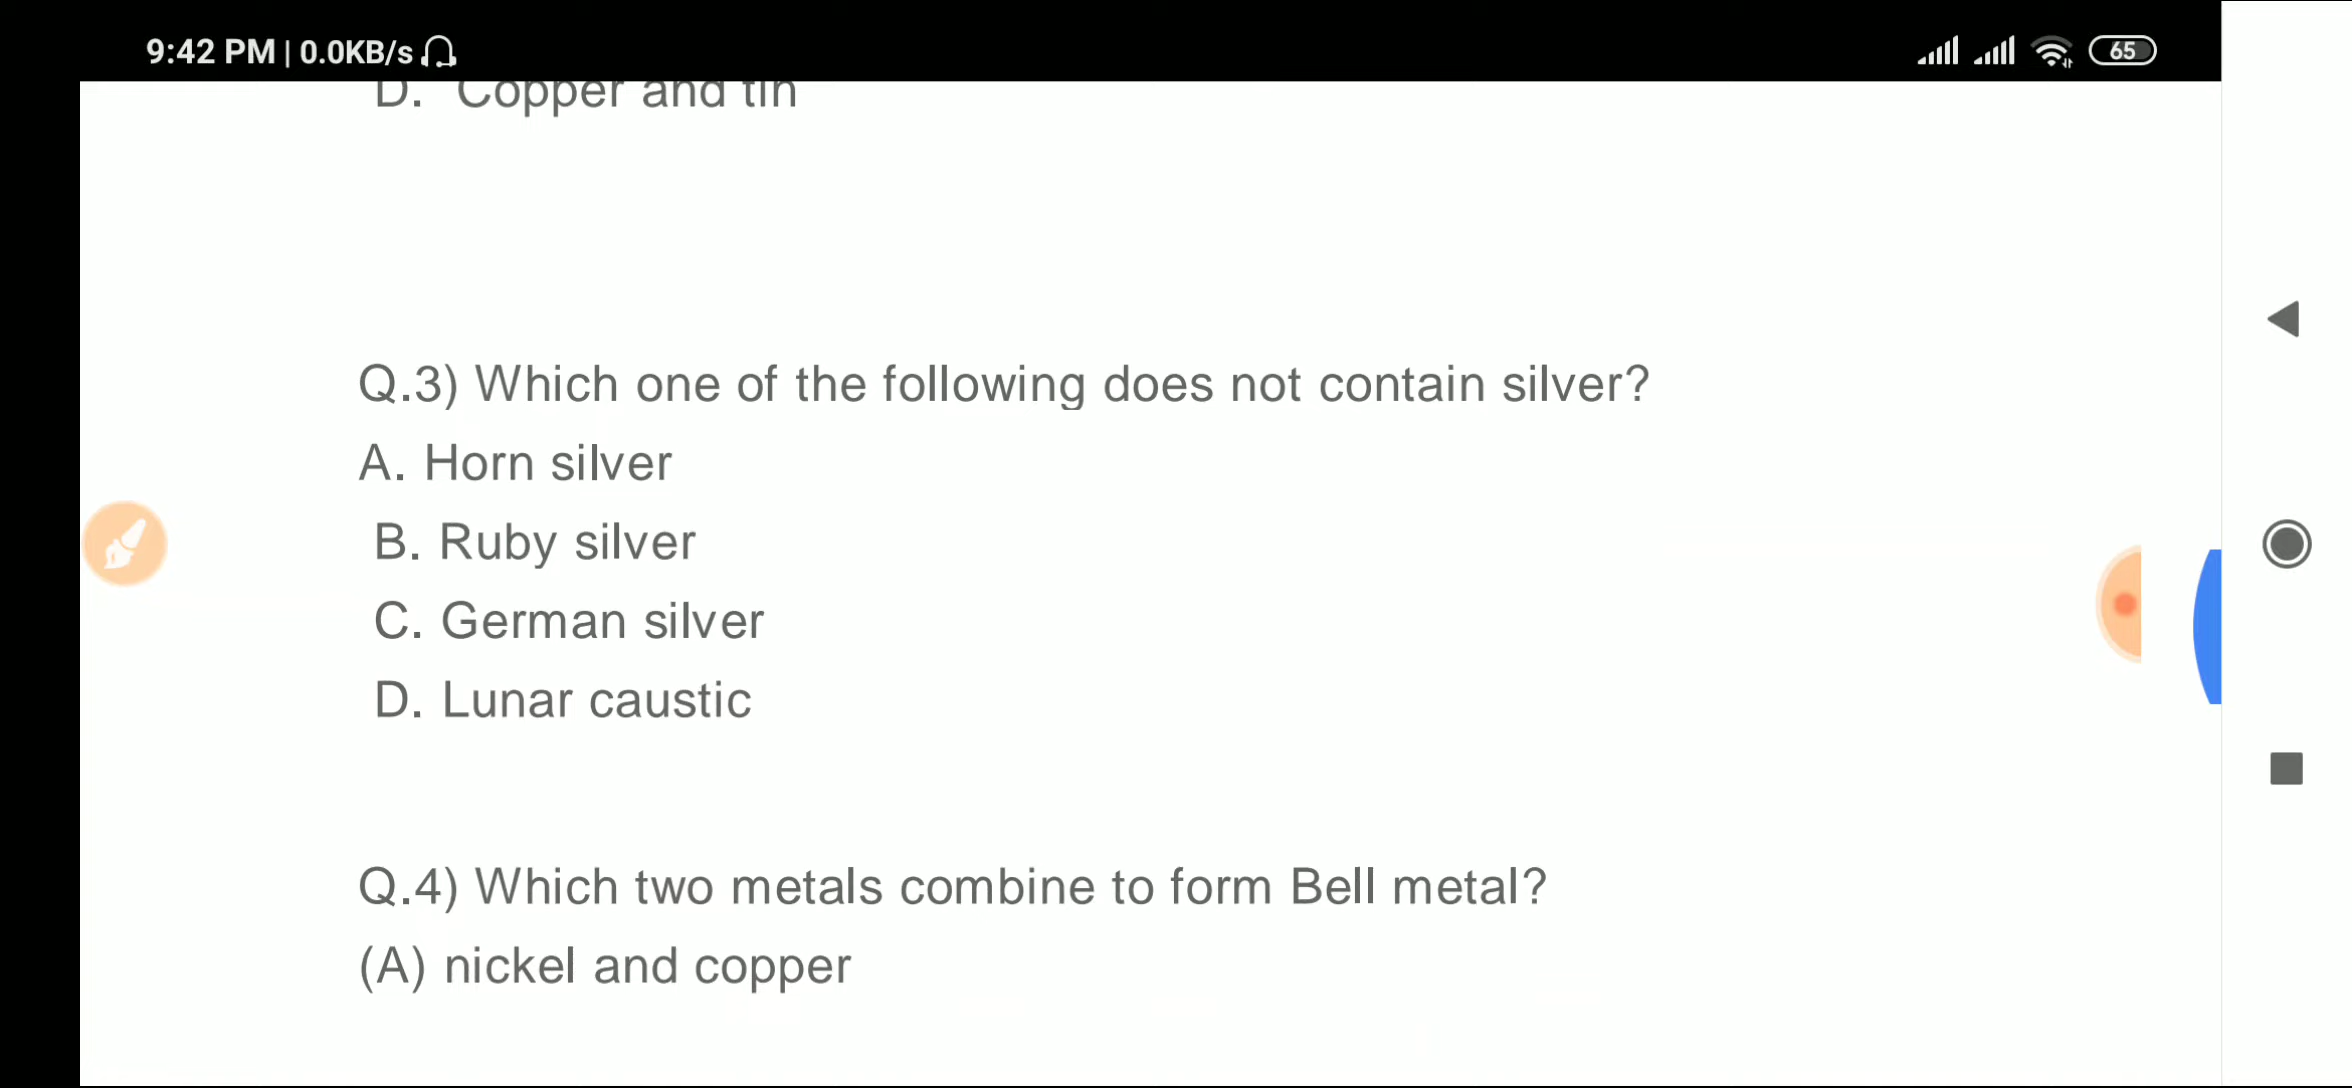 9:42 PM | 0.0KB/s
65
D. Copper and tin
Q.3) Which one of the following does not contain silver?
A. Horn silver
B. Ruby silver
C. German silver
D. Lunar caustic
Q.4) Which two metals combine to form Bell metal?
(A) nickel and copper